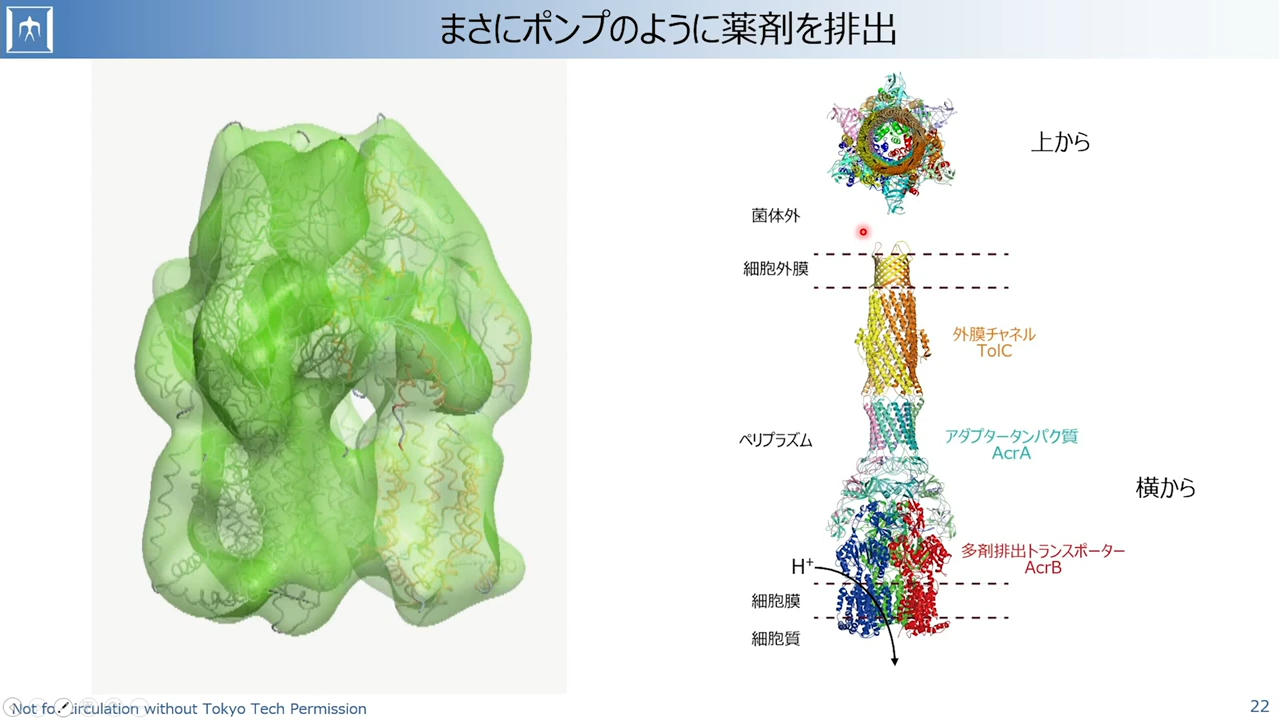 まさにポンプのように薬剤を排出
上から
菌体外
細胞外膜
外膜チャネル
TolC
ペリプラズム
アダプタータンパク質
AcrA
横から
多剤排出トランスポーター
AcrB
H+
細胞膜
細胞質
Not for Circulation without Tokyo Tech Permission
22